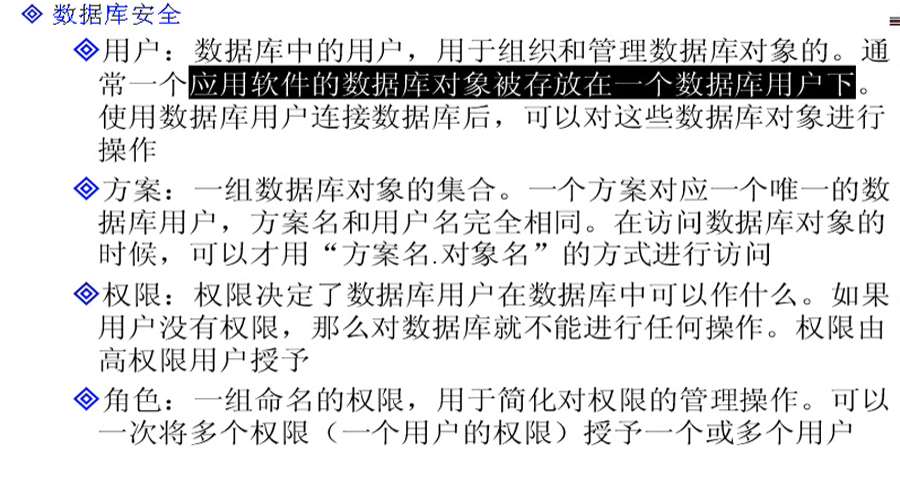 数据库安全
用户：数据库中的用户，用于组织和管理数据库对象的。通
常一个应用软件的数据库对象被存放在一个数据库用户下。
使用数据库用户连接数据库后，可以对这些数据库对象进行
操作
方案：一组数据库对象的集合。一个方案对应一个唯一的数
据库用户，方案名和用户名完全相同。在访问数据库对象的
时候，可以才用“方案名.对象名”的方式进行访问
权限：权限决定了数据库用户在数据库中可以作什么。如果
用户没有权限，那么对数据库就不能进行任何操作。权限由
高权限用户授予
角色：一组命名的权限，用于简化对权限的管理操作。可以
一次将多个权限（一个用户的权限）授予一个或多个用户